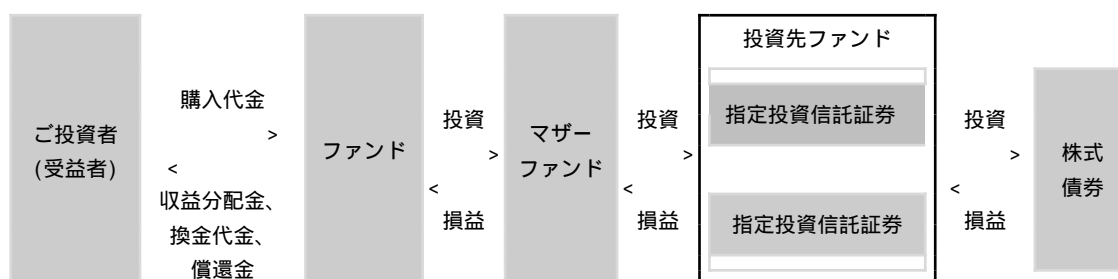 ご投資者
(受益者)
購入代金
>
<
収益分配金、
換金代金、
償還金
ファンド
投資
>
<
損益
マザー
ファンド
投資
>
<
損益
投資先ファンド
指定投資信託証券
指定投資信託証券
投資
>
<
損益
株式
債券